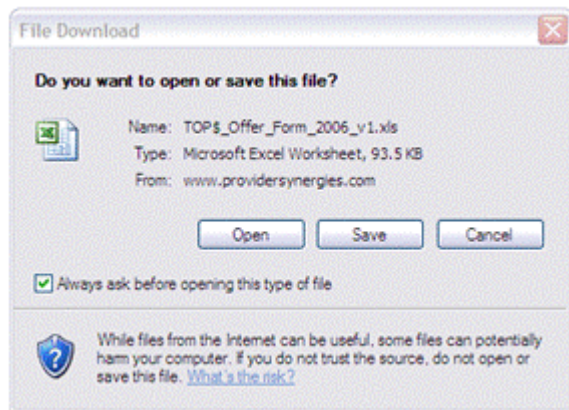 File Download
Do you want to open or save this file?
Name: TOP$_Offer_Form_2006_v1.xls
Type: Microsoft Excel Worksheet, 93.5 KB
From: www.providersynergies.com
Open Save Cancel
Always ask before opening this type of file
While files from the Internet can be useful, some files can potentially
harm your computer. If you do not trust the source, do not open or
save this file. What's the risk?